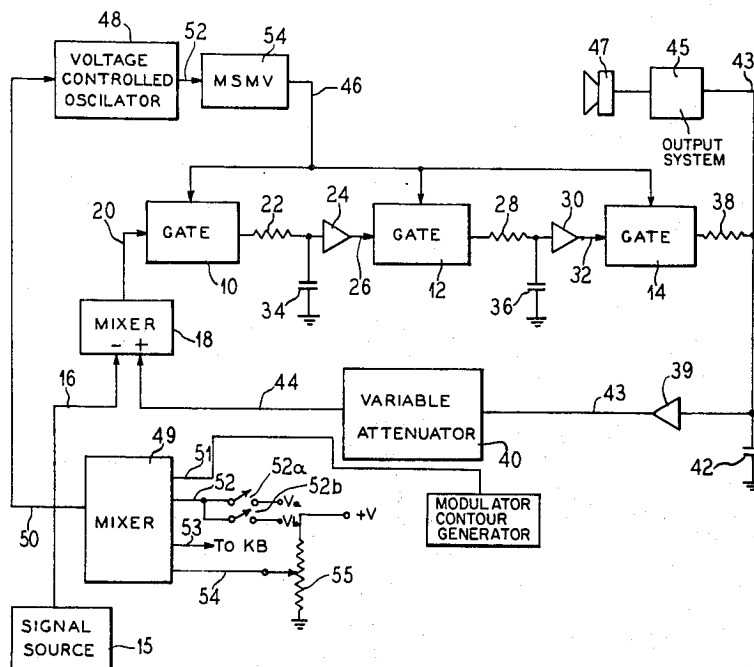 48
VOLTAGE
CONTROLLED
OSCILATOR
52
54
MSMV
46
47
45
43
OUTPUT
SYSTEM
20
GATE
10
22
24
26
34
GATE
12
28
30
32
36
GATE
14
38
MIXER
- +
18
16
44
VARIABLE
ATTENUATOR
40
43
39
42
49
MIXER
50
51
52
52a
Va
52b
Vb
53
TO KB
54
55
+V
MODULATOR
CONTOUR
GENERATOR
SIGNAL
SOURCE
15